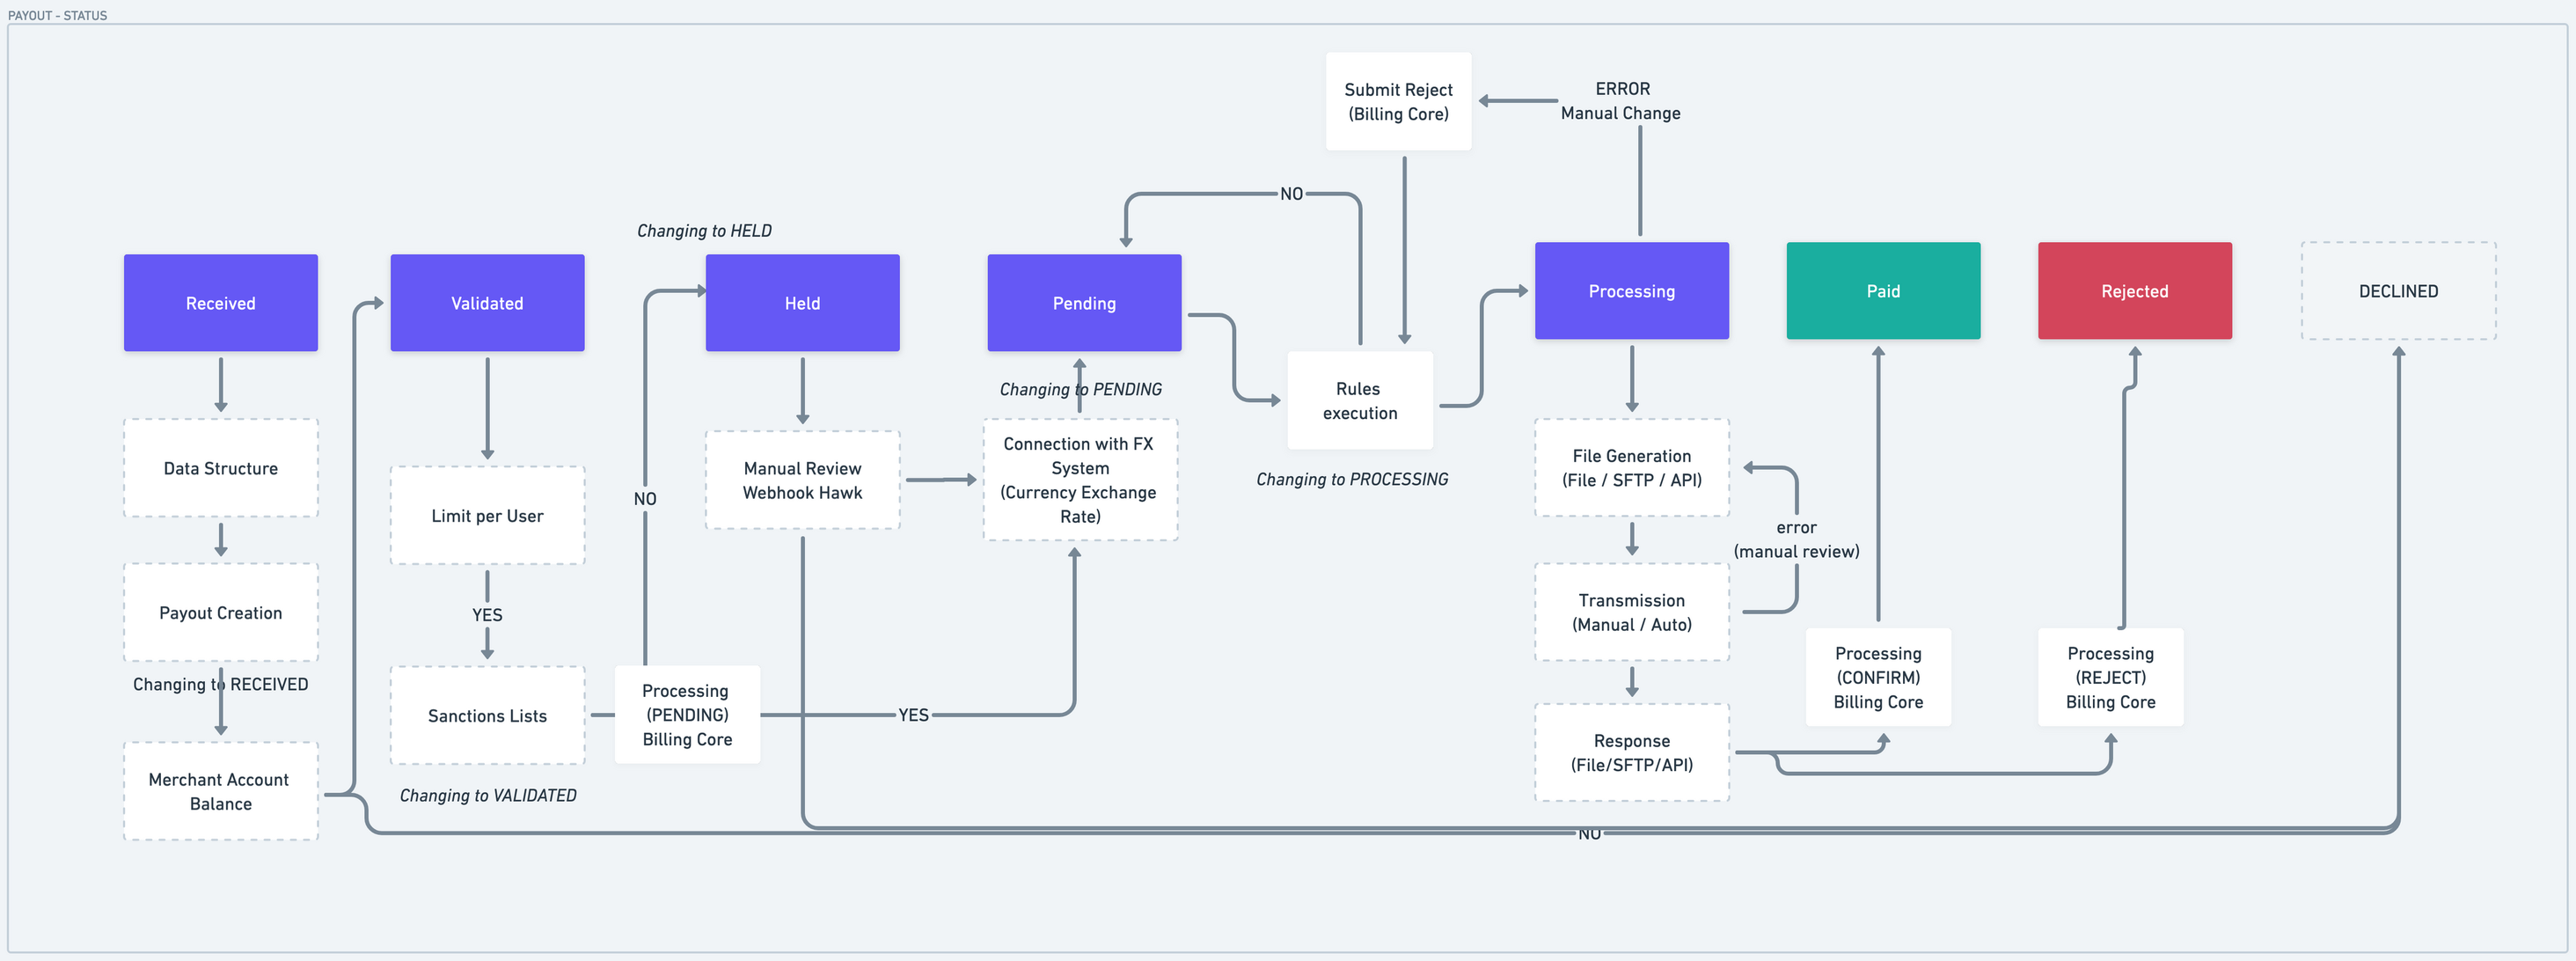 PAYOUT - STATUS
Submit Reject
(Billing Core)
ERROR
Manual Change
NO
Changing to HELD
Received
Validated
Held
Pending
Processing
Paid
Rejected
DECLINED
Changing to PENDING
Rules
execution
Changing to PROCESSING
Data Structure
Limit per User
NO
Manual Review
Webhook Hawk
Connection with FX
System
(Currency Exchange
Rate)
File Generation
(File / SFTP / API)
error
(manual review)
Payout Creation
YES
Transmission
(Manual / Auto)
Changing to RECEIVED
Sanctions Lists
Processing
(PENDING)
Billing Core
YES
Processing
(CONFIRM)
Billing Core
Processing
(REJECT)
Billing Core
Response
(File/SFTP/API)
Merchant Account
Balance
Changing to VALIDATED
NO